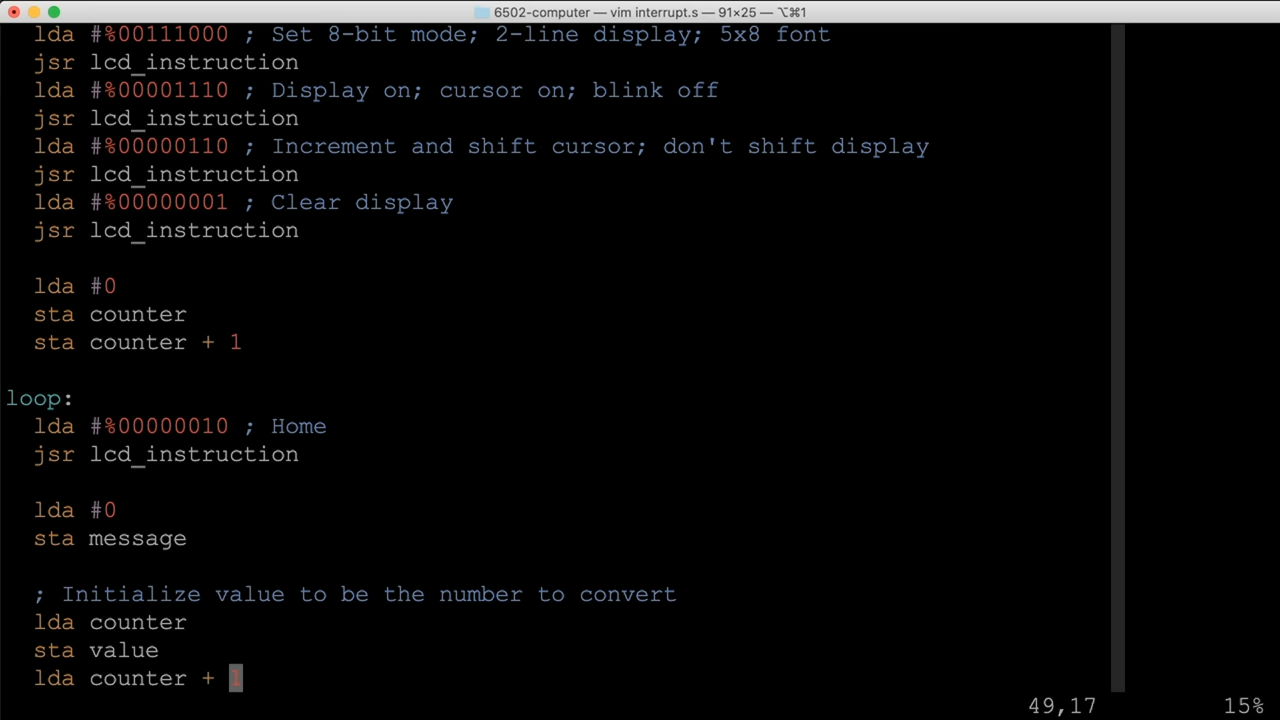 6502-computer — vim interrupt.s — 91×25 — ⌥⌘1
lda #%00111000 ; Set 8-bit mode; 2-line display; 5x8 font
jsr lcd_instruction
lda #%00001110 ; Display on; cursor on; blink off
jsr lcd_instruction
lda #%00000110 ; Increment and shift cursor; don't shift display
jsr lcd_instruction
lda #%00000001 ; Clear display
jsr lcd_instruction
lda #0
sta counter
sta counter + 1
loop:
lda #%00000010 ; Home
jsr lcd_instruction
lda #0
sta message
; Initialize value to be the number to convert
lda counter
sta value
lda counter + 1
49,17 15%